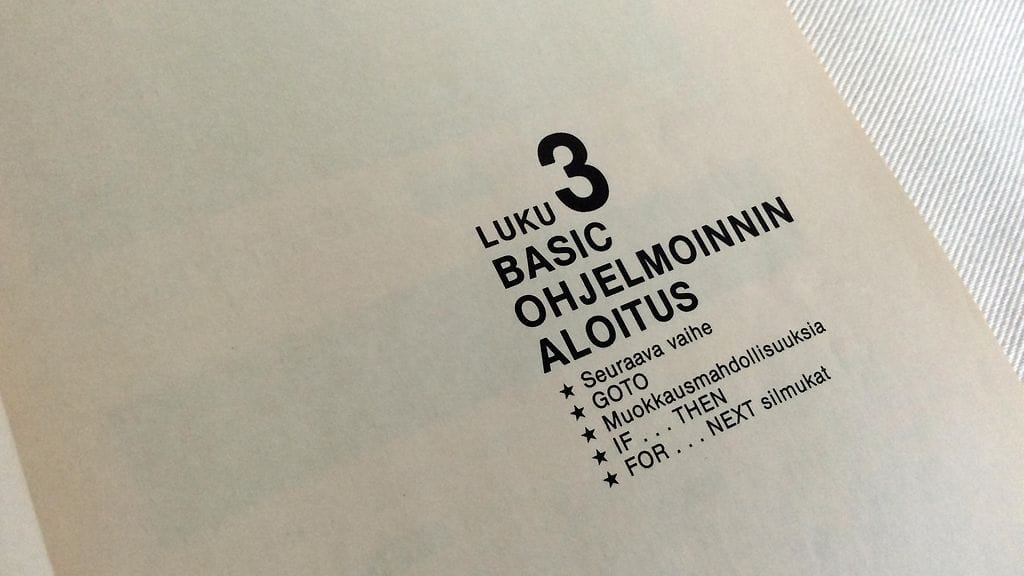 LUKU 3
BASIC
OHJELMOINNIN
ALOITUS
★ Seuraava vaihe
★ GOTO
★ Muokkausmahdollisuuksia
★ IF . . . THEN
★ FOR . . . NEXT silmukat